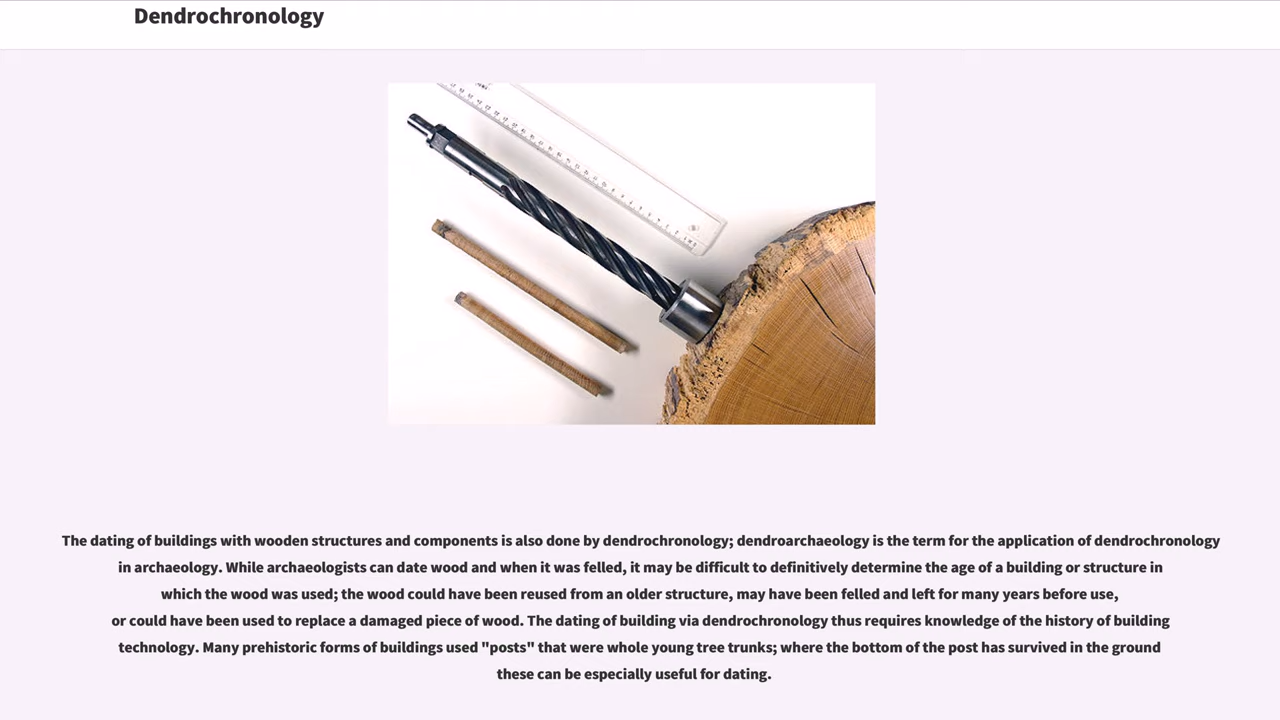 Dendrochronology
The dating of buildings with wooden structures and components is also done by dendrochronology; dendroarchaeology is the term for the application of dendrochronology
in archaeology. While archaeologists can date wood and when it was felled, it may be difficult to definitively determine the age of a building or structure in
which the wood was used; the wood could have been reused from an older structure, may have been felled and left for many years before use,
or could have been used to replace a damaged piece of wood. The dating of building via dendrochronology thus requires knowledge of the history of building
technology. Many prehistoric forms of buildings used "posts" that were whole young tree trunks; where the bottom of the post has survived in the ground
these can be especially useful for dating.